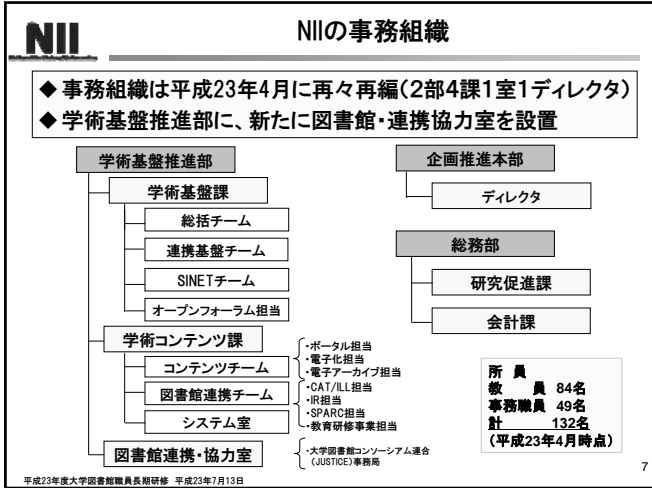 NII
NIIの事務組織
◆ 事務組織は平成23年4月に再々再編(2部4課1室1ディレクタ)
◆ 学術基盤推進部に、新たに図書館・連携協力室を設置
学術基盤推進部
学術基盤課
総括チーム
連携基盤チーム
SINETチーム
オープンフォーラム担当
学術コンテンツ課
コンテンツチーム
・ポータル担当
・電子化担当
・電子アーカイブ担当
図書館連携チーム
・CAT/ILL担当
・IR担当
・SPARC担当
・教育研修事業担当
システム室
図書館連携・協力室
・大学図書館コンソーシアム連合
(JUSTICE)事務局
企画推進本部
ディレクタ
総務部
研究促進課
会計課
所 員
教 員 84名
事務職員 49名
計 132名
(平成23年4月時点)
平成23年度大学図書館職員長期研修 平成23年7月13日
7